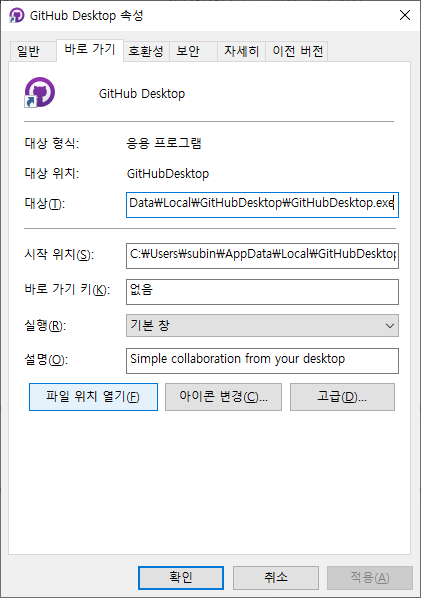 GitHub Desktop 속성
일반 바로 가기 호환성 보안 자세히 이전 버전
GitHub Desktop
대상 형식: 응용 프로그램
대상 위치: GitHubDesktop
대상(T): Data₩Local₩GitHubDesktop₩GitHubDesktop.exe
시작 위치(S): C:₩Users₩subin₩AppData₩Local₩GitHubDesktop
바로 가기 키(K): 없음
실행(R): 기본 창
설명(O): Simple collaboration from your desktop
파일 위치 열기(F) 아이콘 변경(C)... 고급(D)...
확인 취소 적용(A)